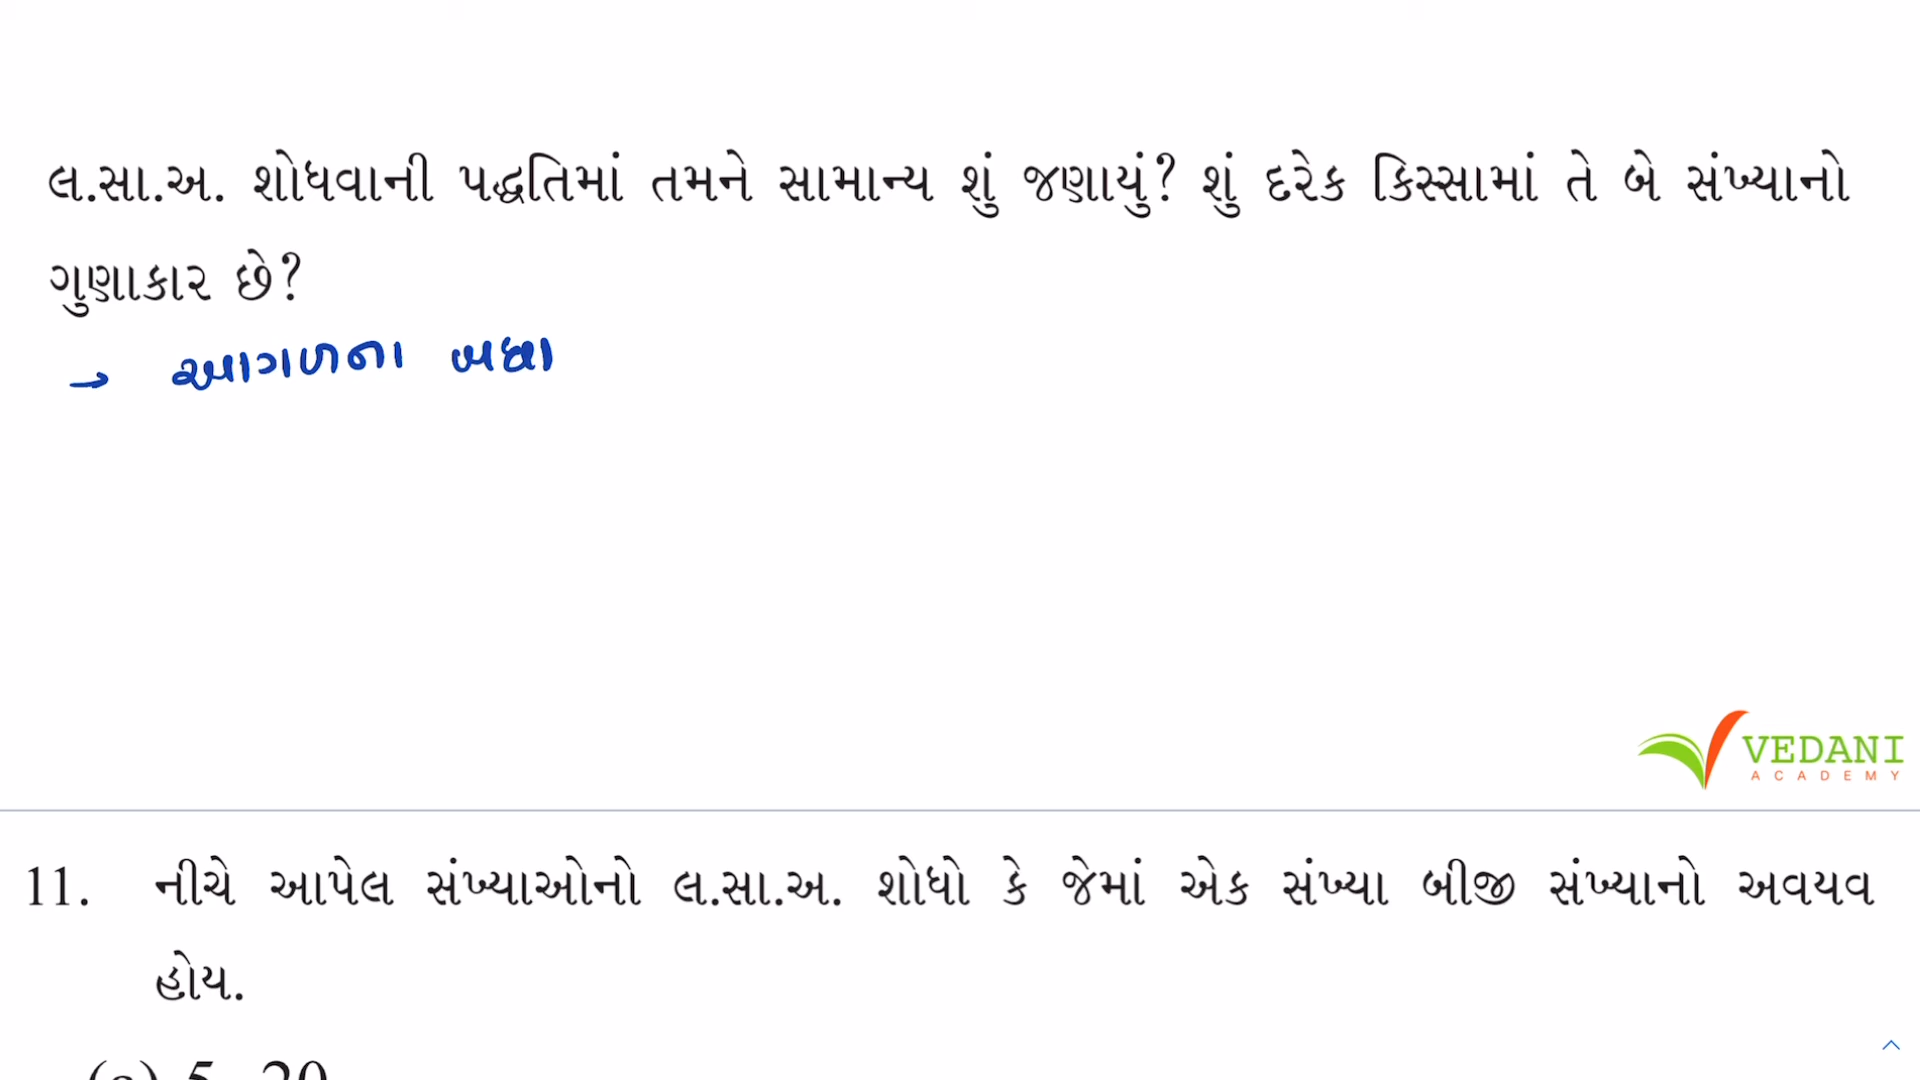 લ.સા.અ. શોધવાની પદ્ધતિમાં તમને સામાન્ય શું જણાયું? શું દરેક કિસ્સામાં તે બે સંખ્યાનો
ગુણાકાર છે?
→ આગળના બધા
VEDANI
ACADEMY
11. નીચે આપેલ સંખ્યાઓનો લ.સા.અ. શોધો કે જેમાં એક સંખ્યા બીજી સંખ્યાનો અવયવ
હોય.